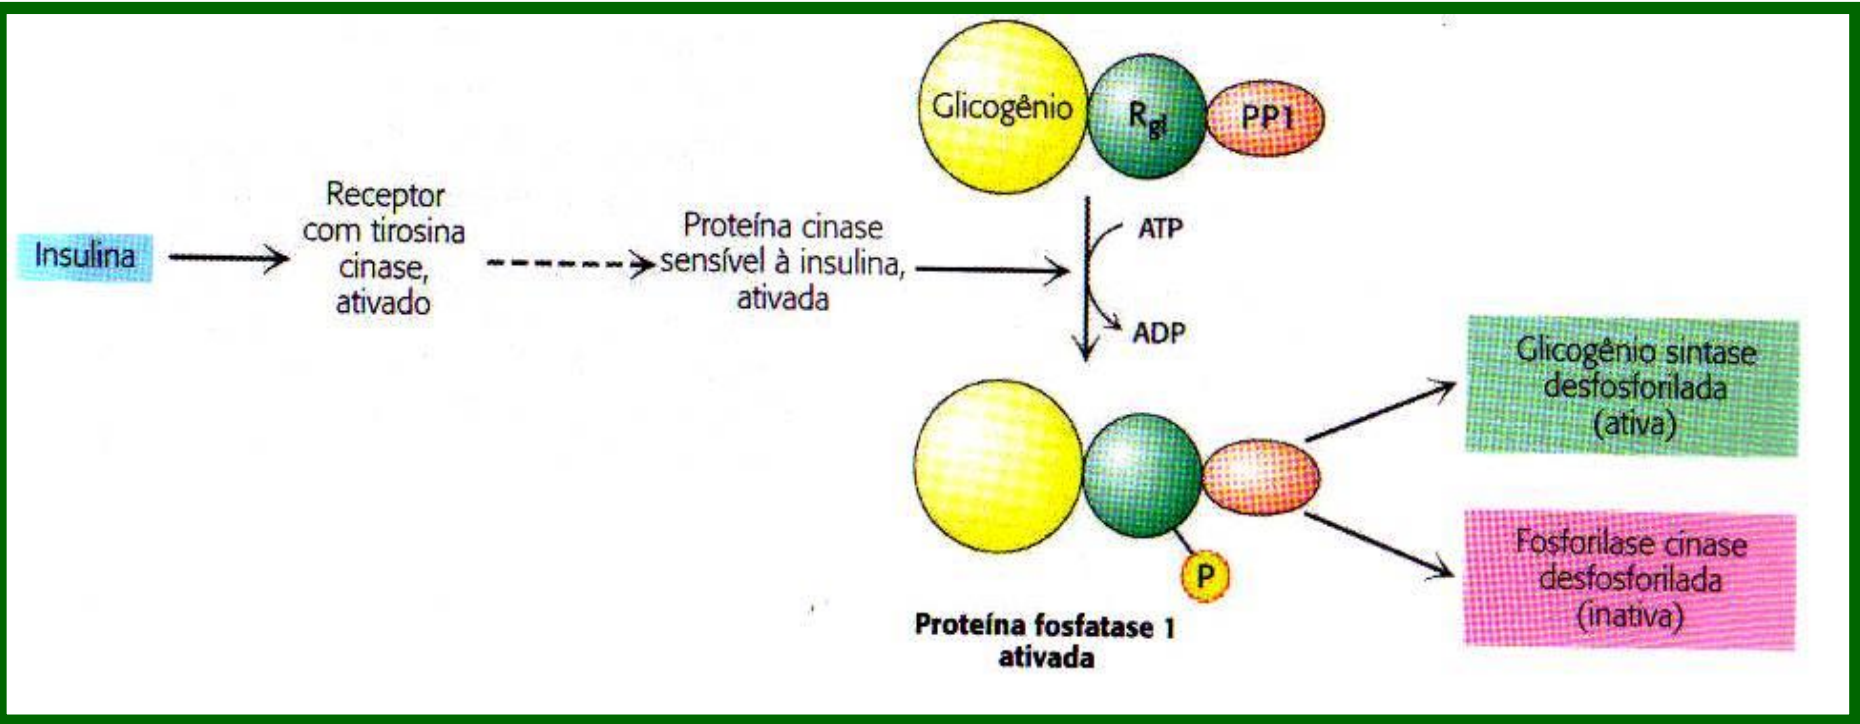 Glicogênio
R_gl
PP1
Insulina
Receptor
com tirosina
cinase,
ativado
Proteína cinase
sensível à insulina,
ativada
ATP
ADP
P
Proteína fosfatase 1
ativada
Glicogênio sintase
desfosforilada
(ativa)
Fosforilase cinase
desfosforilada
(inativa)